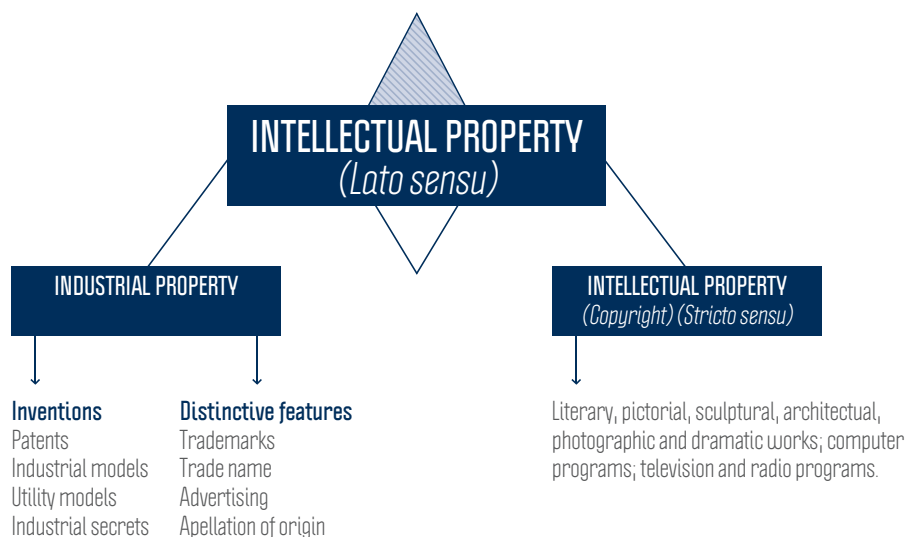 INTELLECTUAL PROPERTY
(Lato sensu)
INDUSTRIAL PROPERTY
Inventions
Patents
Industrial models
Utility models
Industrial secrets
Distinctive features
Trademarks
Trade name
Advertising
Apellation of origin
INTELLECTUAL PROPERTY
(Copyright) (Stricto sensu)
Literary, pictorial, sculptural, architectual,
photographic and dramatic works; computer
programs; television and radio programs.